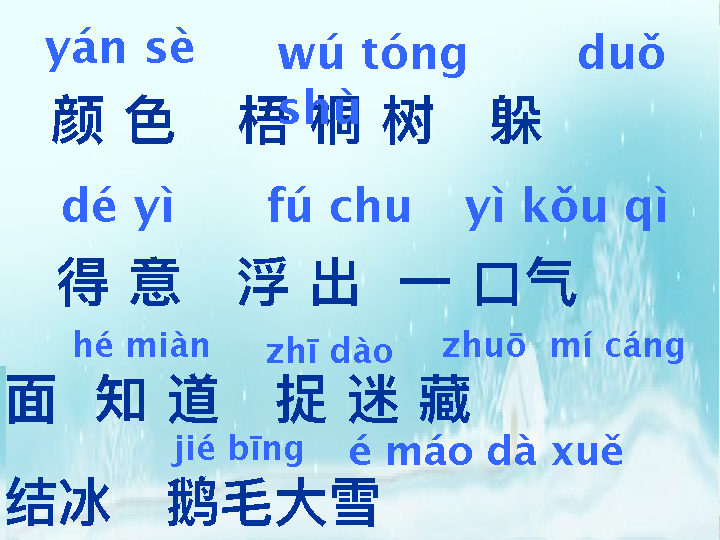 yán sè wú tóng shù duǒ
颜 色 梧 桐 树 躲
dé yì fú chu yì kǒu qì
得 意 浮 出 一 口气
hé miàn zhī dào zhuō mí cáng
面 知 道 捉 迷 藏
jié bīng é máo dà xuě
结冰 鹅毛大雪